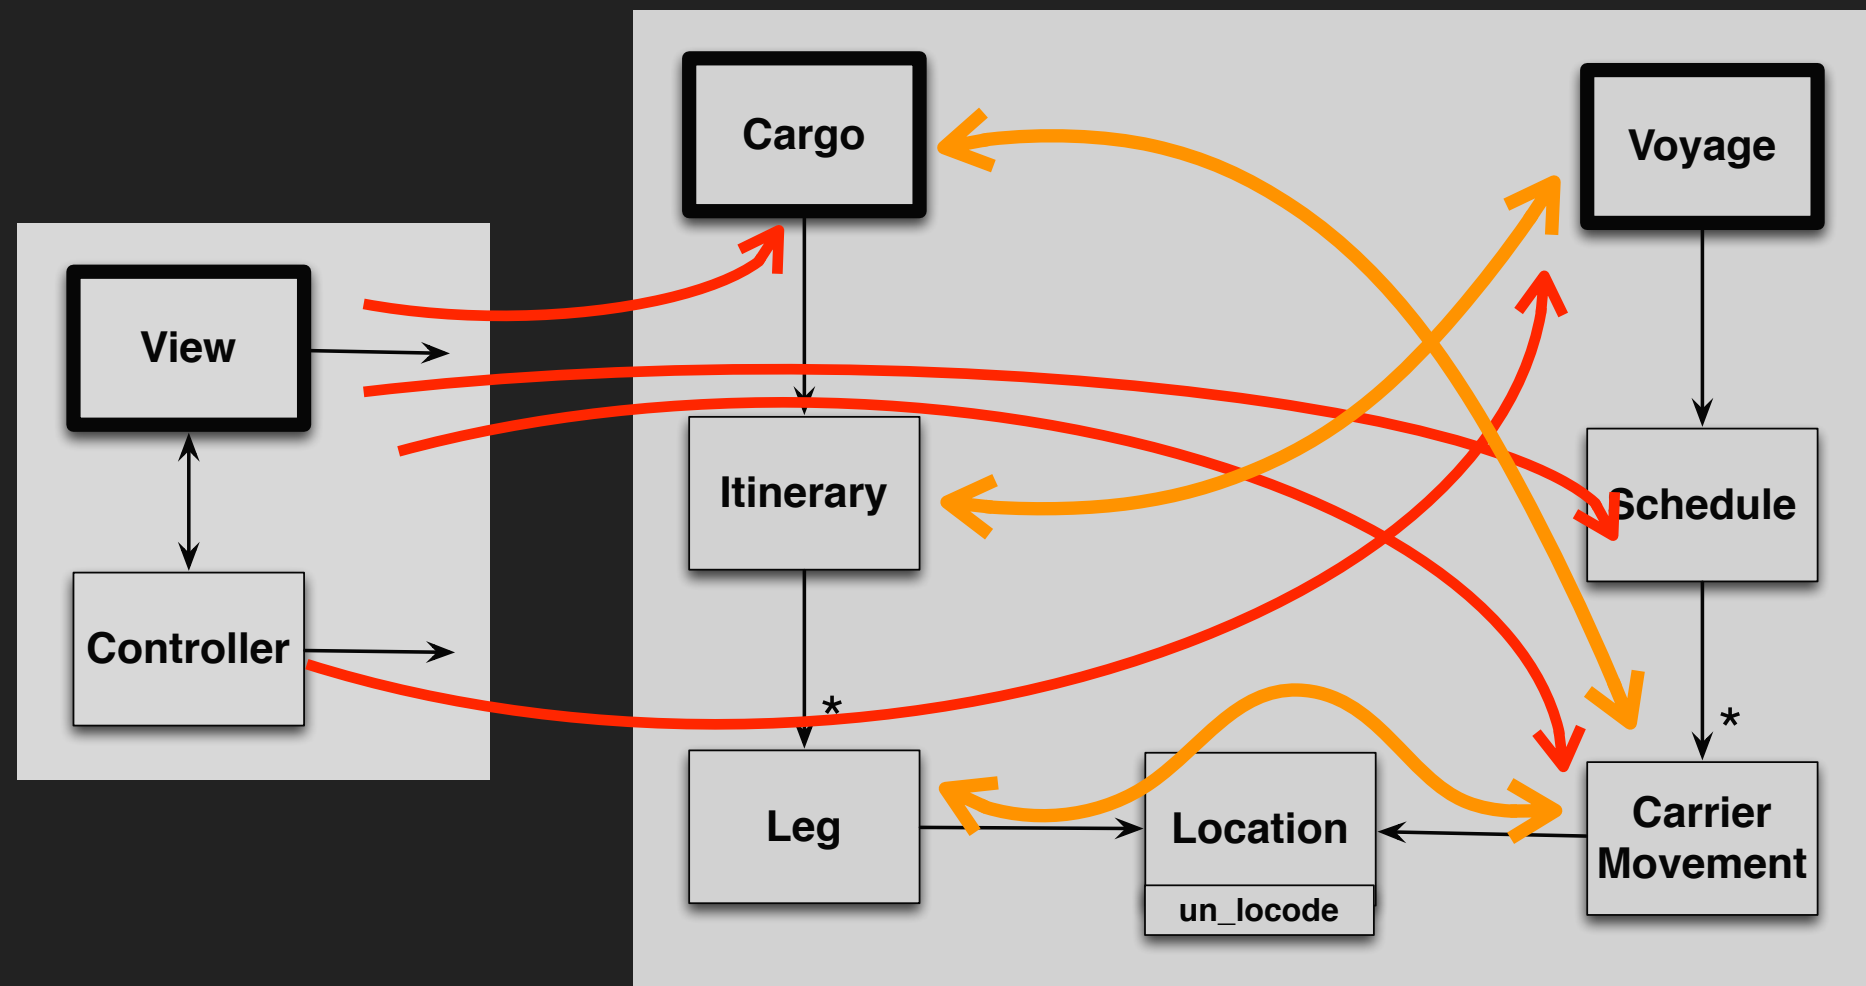 View
Controller
Cargo
Itinerary
*
Leg
Location
un_locode
Voyage
Schedule
*
Carrier
Movement